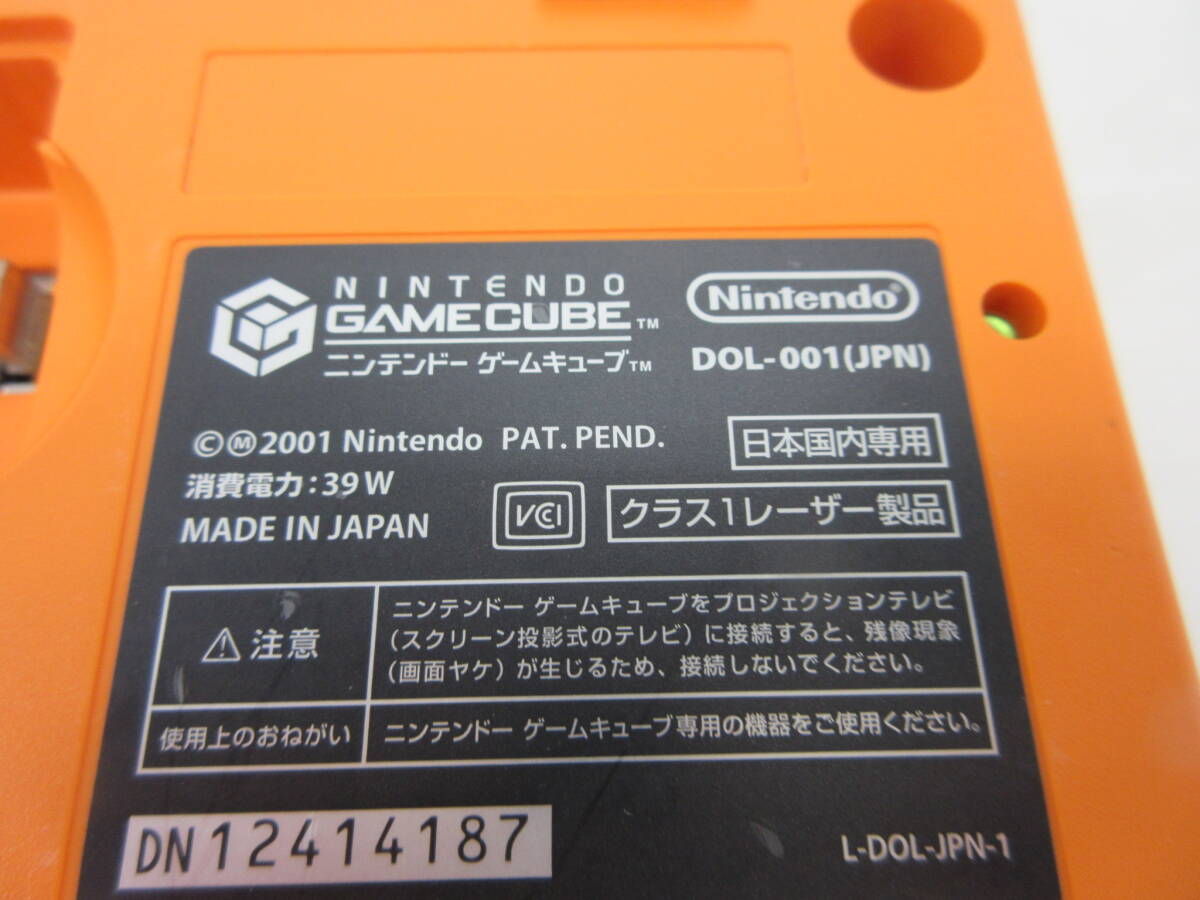 NINTENDO
GAMECUBE™
ニンテンドー ゲームキューブ™
Nintendo®
DOL-001(JPN)
©Ⓜ2001 Nintendo PAT. PEND.
日本国内専用
消費電力：39W
MADE IN JAPAN
VCI
クラス1レーザー製品
⚠注意
ニンテンドー ゲームキューブをプロジェクションテレビ
（スクリーン投影式のテレビ）に接続すると、残像現象
（画面ヤケ）が生じるため、接続しないでください。
使用上のおねがい
ニンテンドー ゲームキューブ専用の機器をご使用ください。
DN12414187
L-DOL-JPN-1